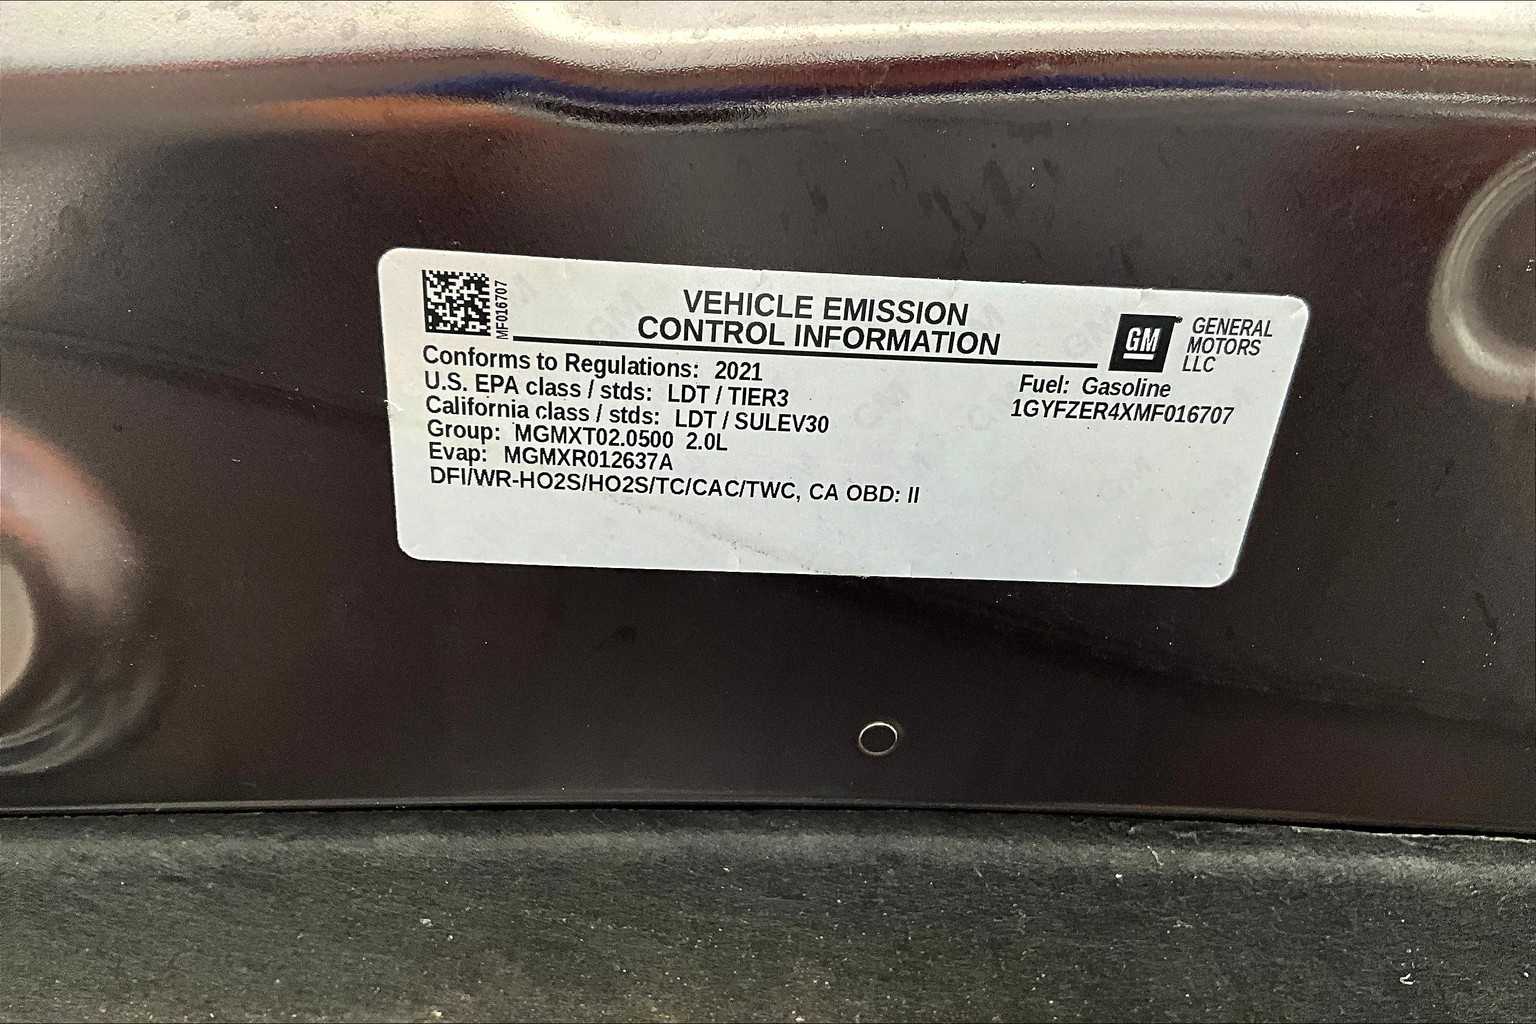 MF016707
VEHICLE EMISSION
CONTROL INFORMATION
GM
GENERAL
MOTORS
LLC
Conforms to Regulations: 2021
U.S. EPA class / stds: LDT / TIER3
California class / stds: LDT / SULEV30
Group: MGMXT02.0500 2.0L
Evap: MGMXR012637A
DFI/WR-HO2S/HO2S/TC/CAC/TWC, CA OBD: II
Fuel: Gasoline
1GYFZER4XMF016707